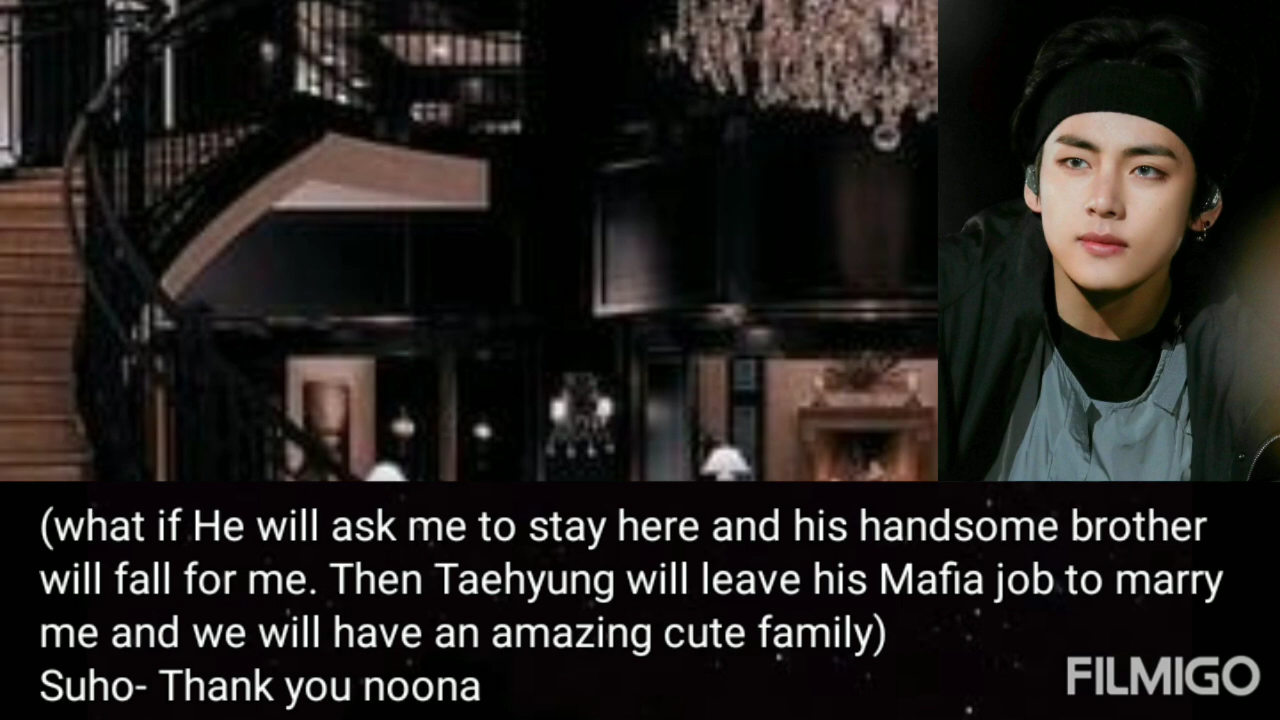 (what if He will ask me to stay here and his handsome brother
will fall for me. Then Taehyung will leave his Mafia job to marry
me and we will have an amazing cute family)
Suho- Thank you noona
FILMIGO